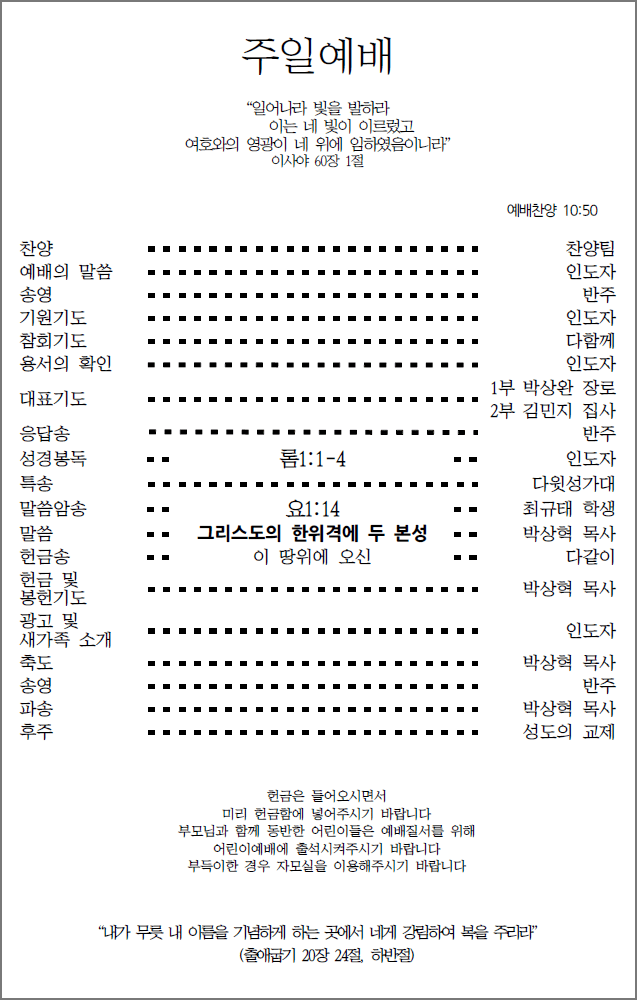 주일예배
“일어나라 빛을 발하라
이는 네 빛이 이르렀고
여호와의 영광이 네 위에 임하였음이니라”
이사야 60장 1절
예배찬양 10:50
찬양 찬양팀
예배의 말씀 인도자
송영 반주
기원기도 인도자
참회기도 다함께
용서의 확인 인도자
대표기도 1부 박상완 장로
2부 김민지 집사
응답송 반주
성경봉독 롬1:1-4 인도자
특송 다윗성가대
말씀암송 요1:14 최규태 학생
말씀 그리스도의 한위격에 두 본성 박상혁 목사
헌금송 이 땅위에 오신 다같이
헌금 및
봉헌기도 박상혁 목사
광고 및
새가족 소개 인도자
축도 박상혁 목사
송영 반주
파송 박상혁 목사
후주 성도의 교제
헌금은 들어오시면서
미리 헌금함에 넣어주시기 바랍니다
부모님과 함께 동반한 어린이들은 예배질서를 위해
어린이예배에 출석시켜주시기 바랍니다
부득이한 경우 자모실을 이용해주시기 바랍니다
“내가 무릇 내 이름을 기념하게 하는 곳에서 네게 강림하여 복을 주리라”
(출애굽기 20장 24절, 하반절)